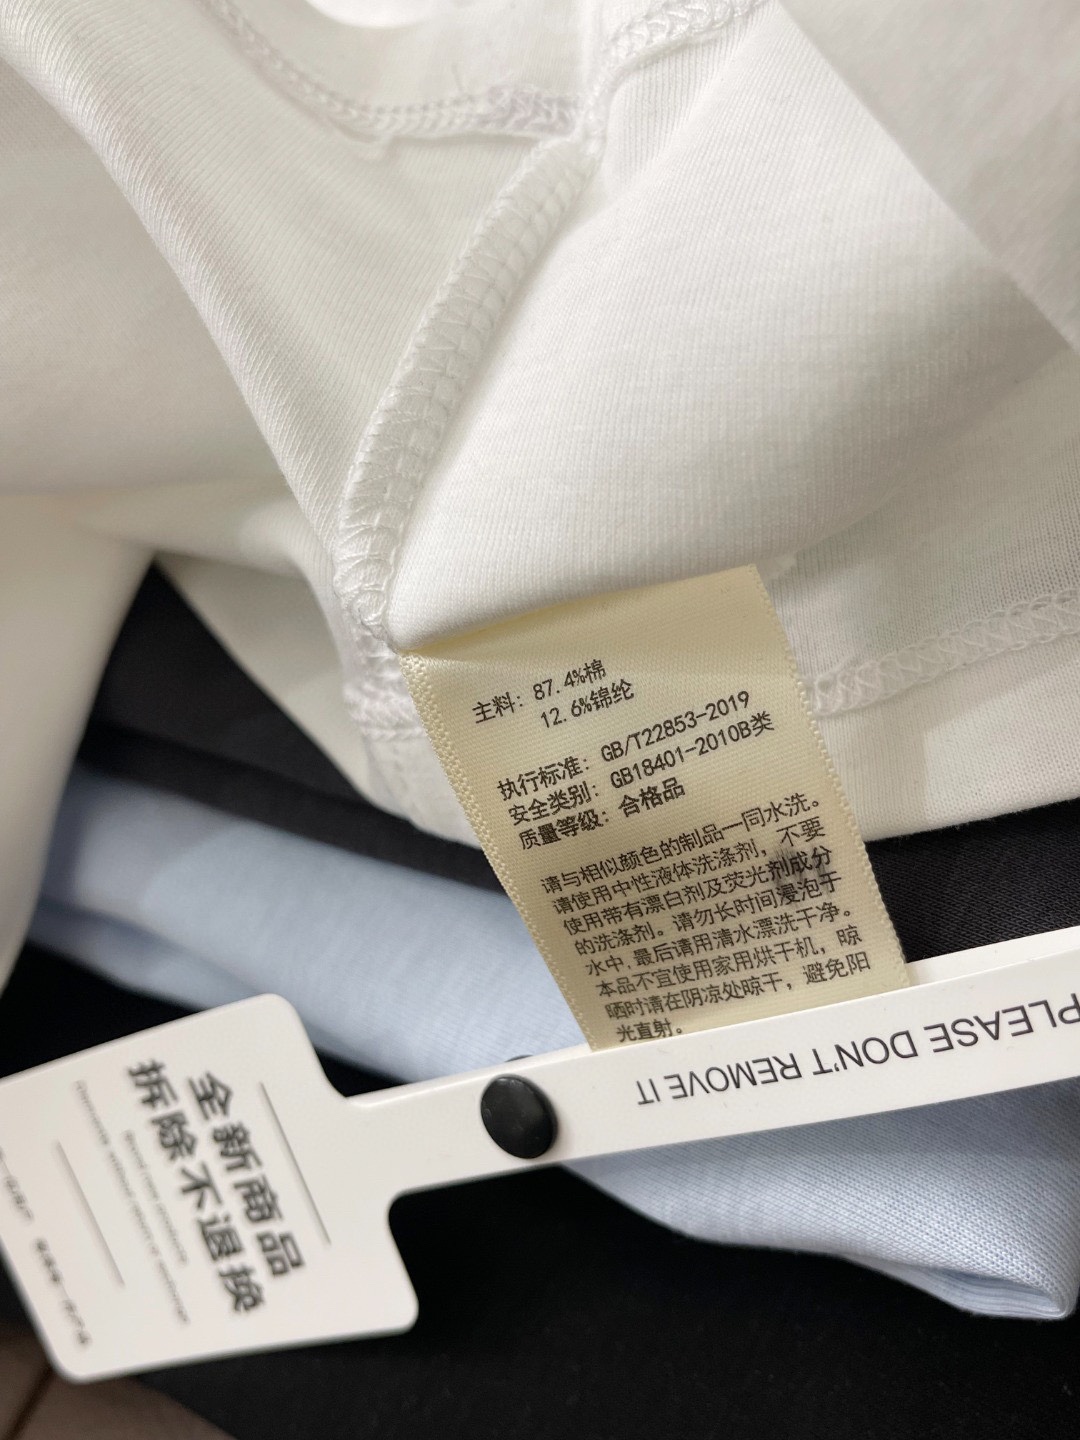 主料：87.4%棉
12.6%锦纶
执行标准：GB/T22853-2019
安全类别：GB18401-2010B类
质量等级：合格品
请与相似颜色的制品一同水洗。
请使用中性液体洗涤剂，不要
使用带有漂白剂及荧光剂成分
的洗涤剂。请勿长时间浸泡于
水中，最后请用清水漂洗干净。
本品不宜使用家用烘干机，晾
晒时请在阴凉处晾干，避免阳
光直射。
PLEASE DON'T REMOVE IT
全新商品
拆除不退换